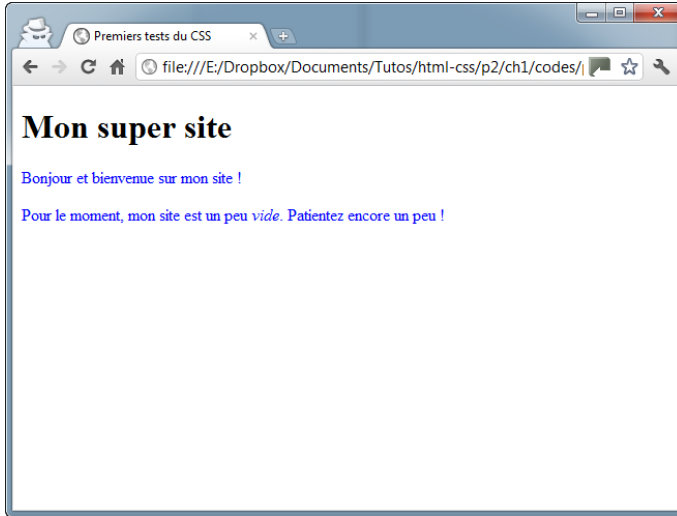 Premiers tests du CSS
file:///E:/Dropbox/Documents/Tutos/html-css/p2/ch1/codes/
Mon super site
Bonjour et bienvenue sur mon site !
Pour le moment, mon site est un peu vide. Patientez encore un peu !